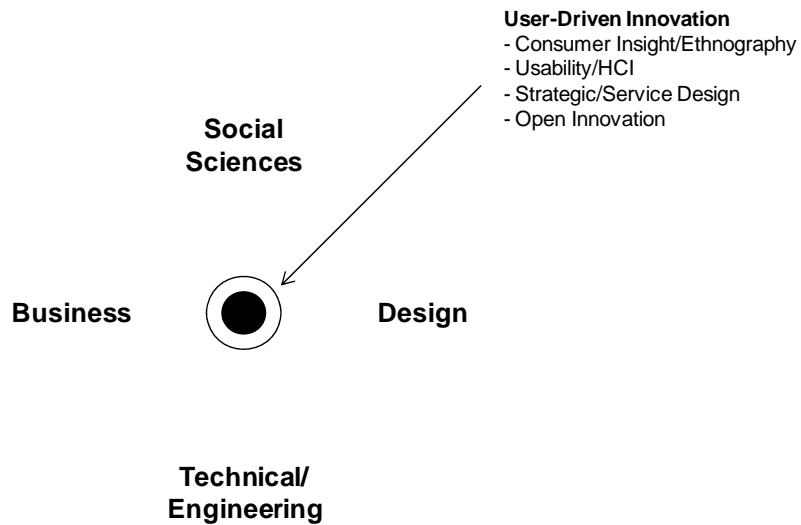 User-Driven Innovation
- Consumer Insight/Ethnography
- Usability/HCI
- Strategic/Service Design
- Open Innovation
Social
Sciences
Business
Design
Technical/
Engineering